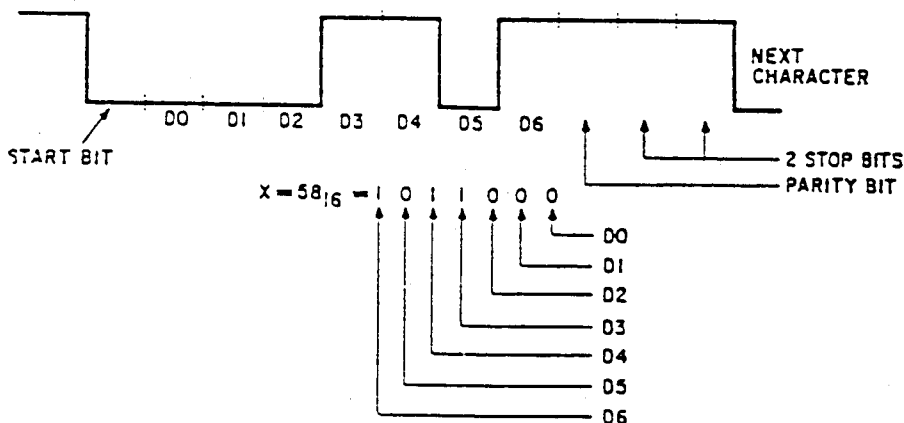 NEXT
CHARACTER
D0 D1 D2 D3 D4 D5 D6
START BIT
2 STOP BITS
PARITY BIT
X = 58₁₆ = 1 0 1 1 0 0 0
D0
D1
D2
D3
D4
D5
D6